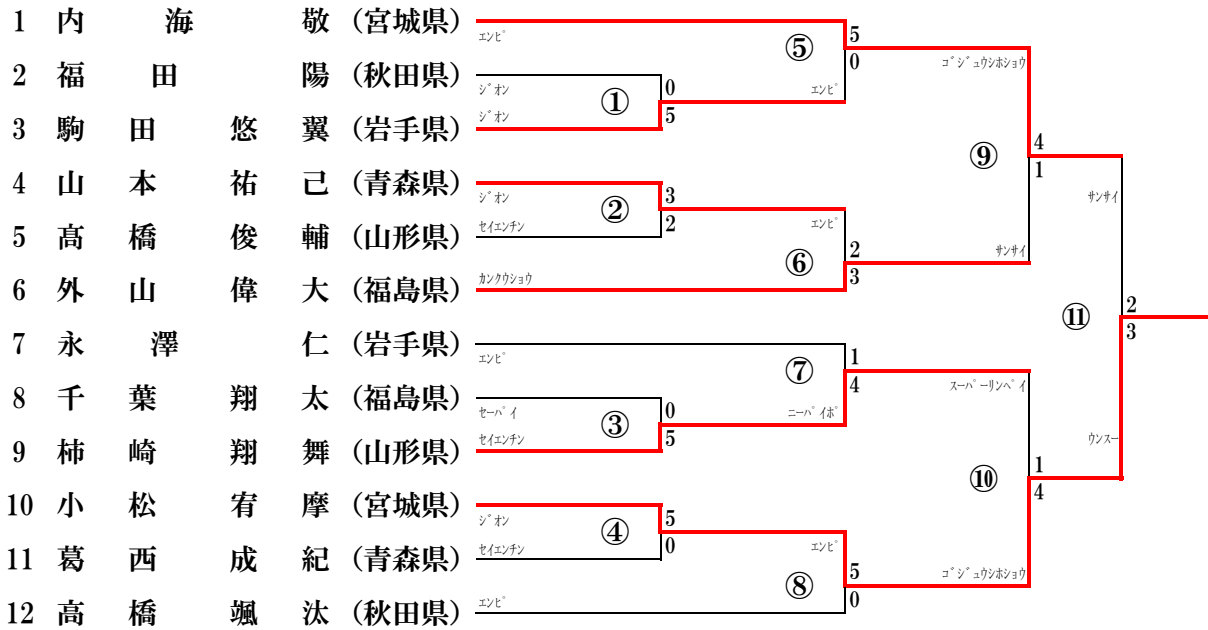 1 内海敬 (宮城県)
ｴﾝﾋﾟ
⑤
5
0
ｺﾞｼﾞｭｳｼﾎｼｮｳ
2 福田陽 (秋田県)
ｼﾞｵﾝ
①
0
5
ｴﾝﾋﾟ
ｼﾞｵﾝ
3 駒田悠翼 (岩手県)
⑨
4
1
4 山本祐己 (青森県)
ｼﾞｵﾝ
②
3
2
ｻﾝｻｲ
ｾｲｴﾝﾁﾝ
ｴﾝﾋﾟ
5 髙橋俊輔 (山形県)
⑥
2
3
ｻﾝｻｲ
ｶﾝｸｳｼｮｳ
6 外山偉大 (福島県)
⑪
2
3
7 永澤仁 (岩手県)
ｴﾝﾋﾟ
⑦
1
4
ｽｰﾊﾟｰﾘﾝﾍﾟｲ
8 千葉翔太 (福島県)
ｾｰﾊﾟｲ
③
0
5
ﾆｰﾊﾟｲﾎﾟ
ｾｲｴﾝﾁﾝ
ｳﾝｽｰ
9 柿崎翔舞 (山形県)
⑩
1
4
10 小松宥摩 (宮城県)
ｼﾞｵﾝ
④
5
0
ｾｲｴﾝﾁﾝ
ｴﾝﾋﾟ
11 葛西成紀 (青森県)
⑧
5
0
ｺﾞｼﾞｭｳｼﾎｼｮｳ
ｴﾝﾋﾟ
12 高橋颯汰 (秋田県)